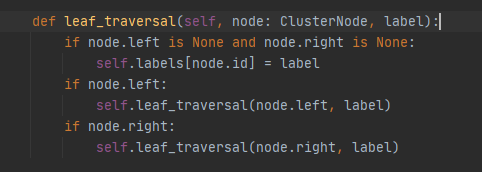 def leaf_traversal(self, node: ClusterNode, label):
if node.left is None and node.right is None:
self.labels[node.id] = label
if node.left:
self.leaf_traversal(node.left, label)
if node.right:
self.leaf_traversal(node.right, label)